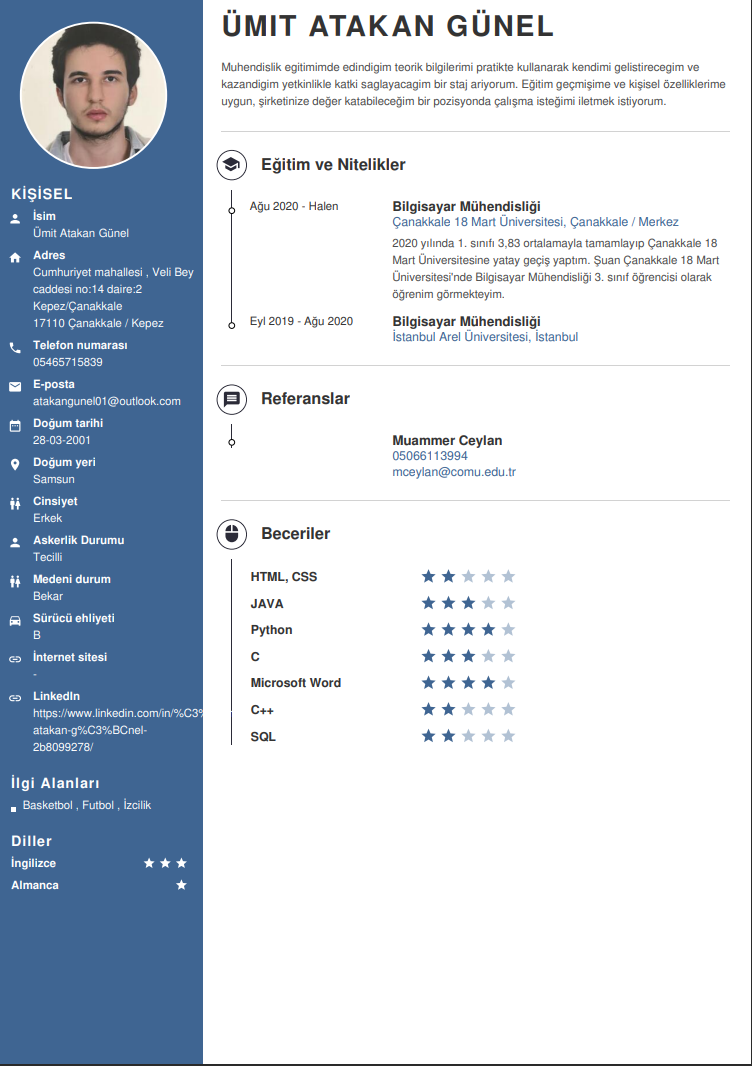 ÜMIT ATAKAN GÜNEL
Muhendislik egitimimde edindigim teorik bilgilerimi pratikte kullanarak kendimi gelistirecegim ve
kazandigim yetkinlikle katki saglayacagim bir staj ariyorum. Eğitim geçmişime ve kişisel özelliklerime
uygun, şirketinize değer katabileceğim bir pozisyonda çalışma isteğimi iletmek istiyorum.
KİŞİSEL
İsim
Ümit Atakan Günel
Adres
Cumhuriyet mahallesi , Veli Bey
caddesi no:14 daire:2
Kepez/Çanakkale
17110 Çanakkale / Kepez
Telefon numarası
05465715839
E-posta
atakangunel01@outlook.com
Doğum tarihi
28-03-2001
Doğum yeri
Samsun
Cinsiyet
Erkek
Askerlik Durumu
Tecilli
Medeni durum
Bekar
Sürücü ehliyeti
B
İnternet sitesi
-
LinkedIn
https://www.linkedin.com/in/%C3%
atakan-g%C3%BCnel-
2b8099278/
İlgi Alanları
Basketbol , Futbol , İzcilik
Diller
İngilizce
Almanca
Eğitim ve Nitelikler
Ağu 2020 - Halen
Bilgisayar Mühendisliği
Çanakkale 18 Mart Üniversitesi, Çanakkale / Merkez
2020 yılında 1. sınıfı 3,83 ortalamayla tamamlayıp Çanakkale 18
Mart Üniversitesine yatay geçiş yaptım. Şuan Çanakkale 18 Mart
Üniversitesi'nde Bilgisayar Mühendisliği 3. sınıf öğrencisi olarak
öğrenim görmekteyim.
Eyl 2019 - Ağu 2020
Bilgisayar Mühendisliği
İstanbul Arel Üniversitesi, İstanbul
Referanslar
Muammer Ceylan
05066113994
mceylan@comu.edu.tr
Beceriler
HTML, CSS
JAVA
Python
C
Microsoft Word
C++
SQL